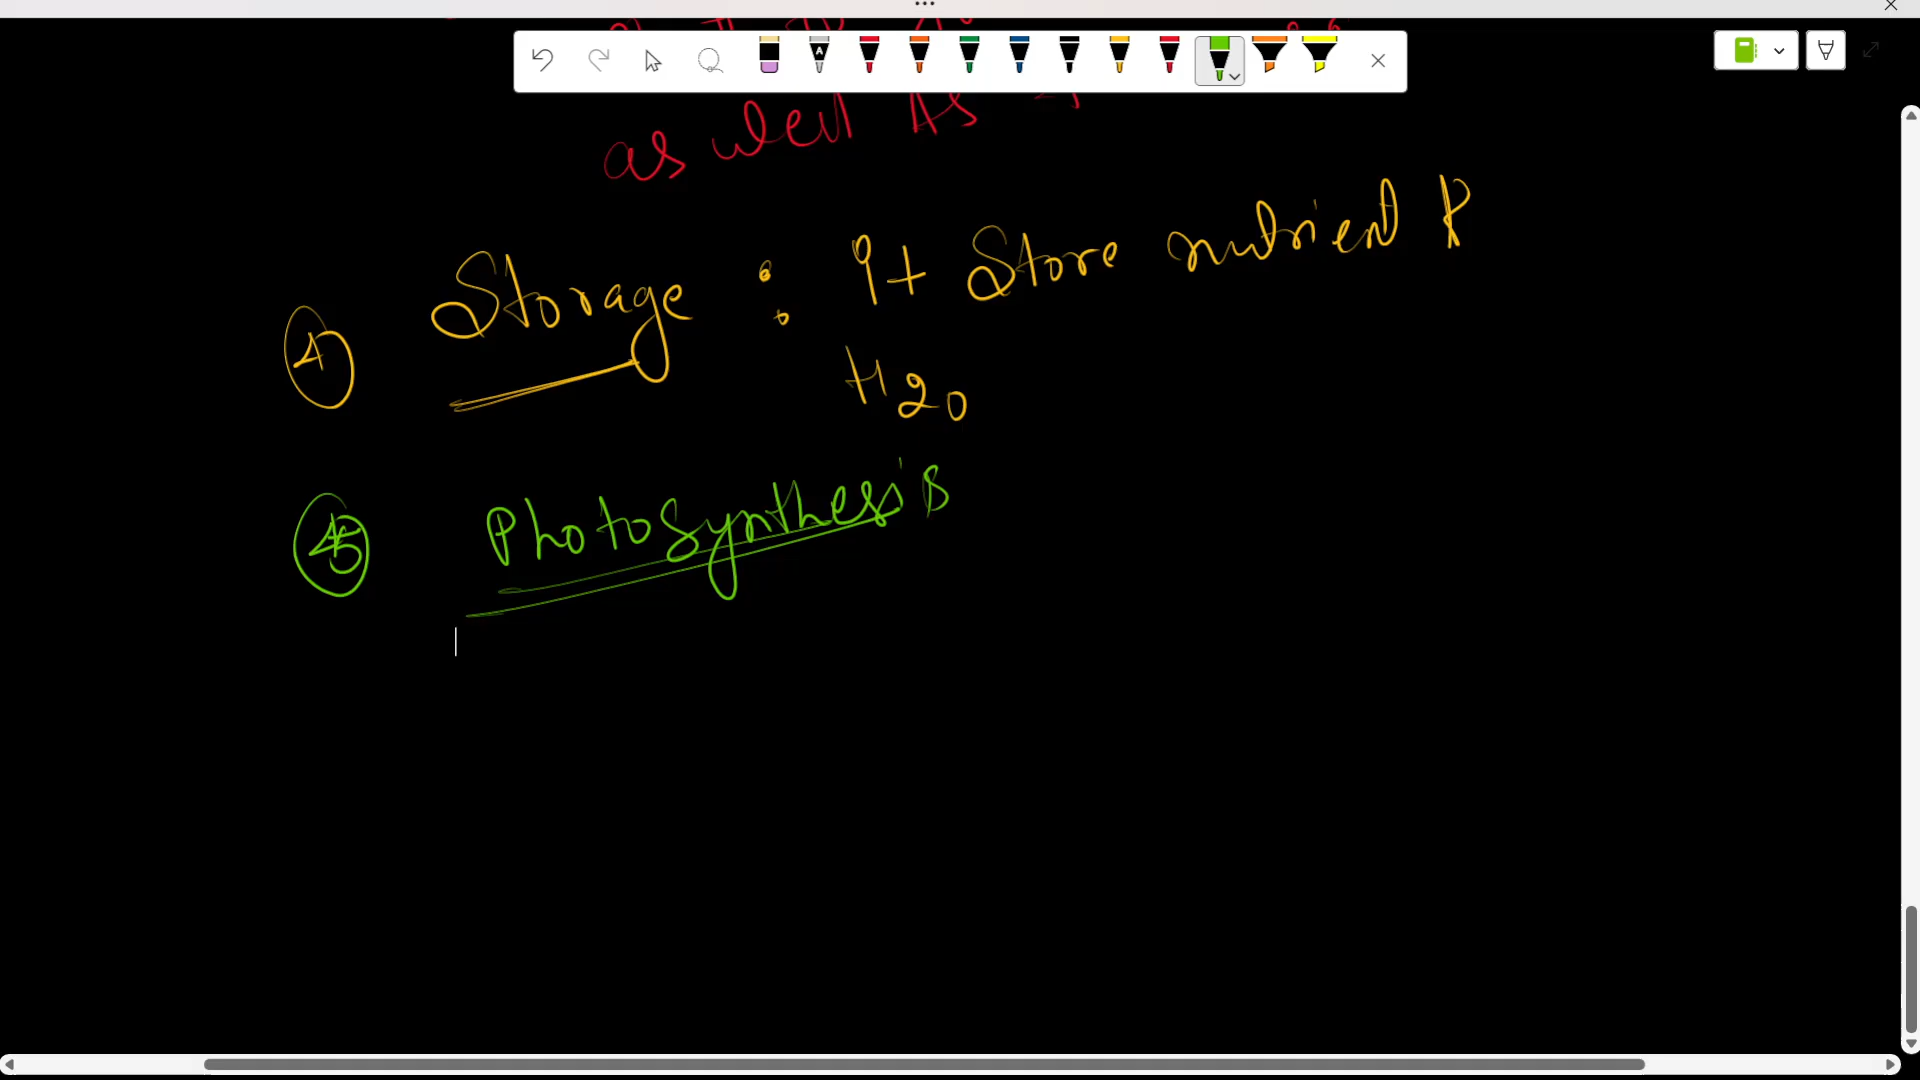 as well As
④ Storage : It store nutrient &
H2O
⑤ Photosynthesis